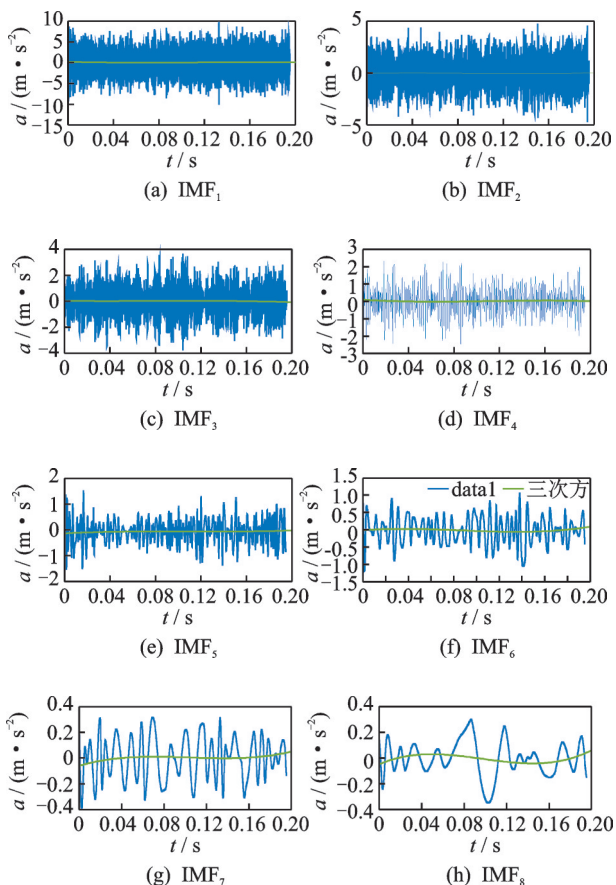 a / (m • s⁻²)
10
5
0
−5
−10
−15
0 0.04 0.08 0.12 0.16 0.20
t / s
(a) IMF₁
a / (m • s⁻²)
5
0
−5
0 0.04 0.08 0.12 0.16 0.20
t / s
(b) IMF₂
a / (m • s⁻²)
4
2
0
−2
−4
0 0.04 0.08 0.12 0.16 0.20
t / s
(c) IMF₃
a / (m • s⁻²)
3
2
1
0
−1
−2
−3
0 0.04 0.08 0.12 0.16 0.20
t / s
(d) IMF₄
a / (m • s⁻²)
2
1
0
−1
−2
0 0.04 0.08 0.12 0.16 0.20
t / s
(e) IMF₅
a / (m • s⁻²)
1.5
1.0
0.5
0
−0.5
−1.0
−1.5
data1 三次方
0 0.04 0.08 0.12 0.16 0.20
t / s
(f) IMF₆
a / (m • s⁻²)
0.4
0.2
0
−0.2
−0.4
0 0.04 0.08 0.12 0.16 0.20
t / s
(g) IMF₇
a / (m • s⁻²)
0.4
0.2
0
−0.2
−0.4
0 0.04 0.08 0.12 0.16 0.20
t / s
(h) IMF₈